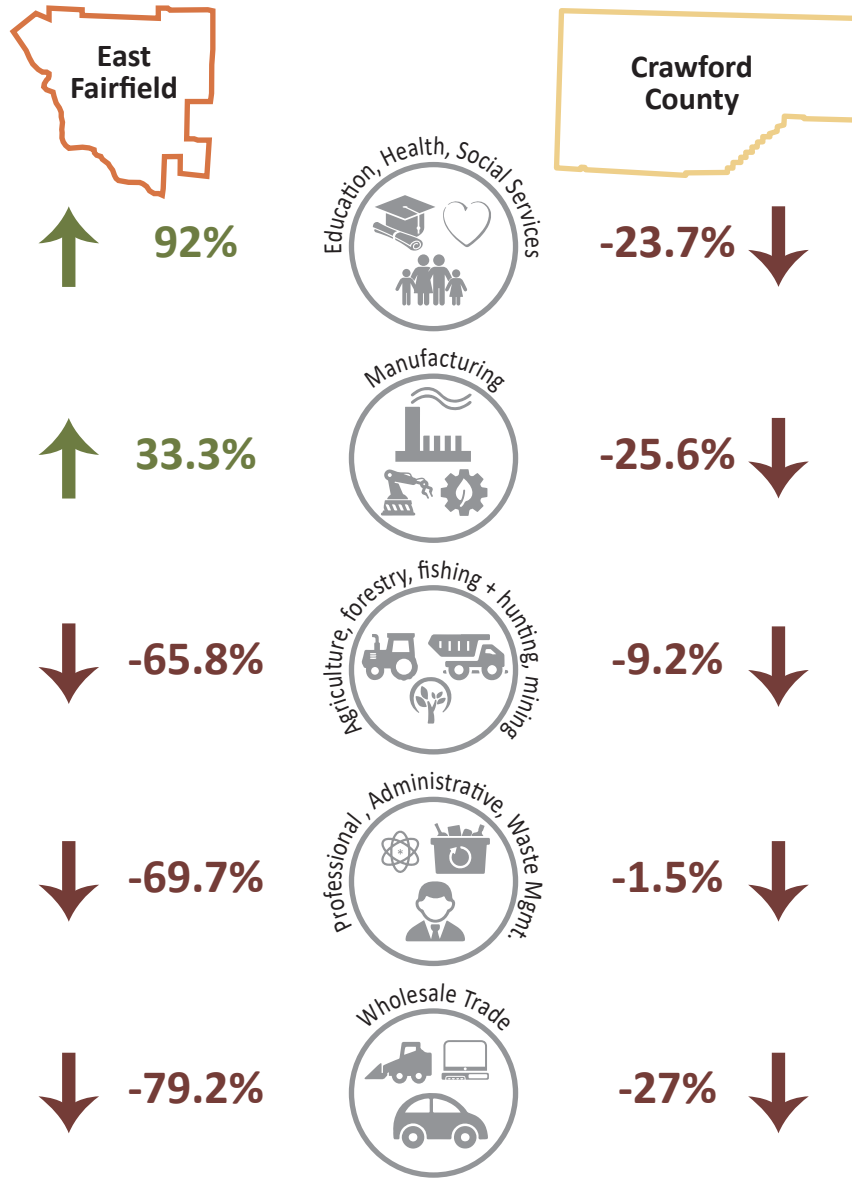 East
Fairfield
Crawford
County
Education, Health, Social Services
92%
-23.7%
Manufacturing
33.3%
-25.6%
Agriculture, forestry, fishing + hunting, mining
-65.8%
-9.2%
Professional , Administrative, Waste Mgmt.
-69.7%
-1.5%
Wholesale Trade
-79.2%
-27%